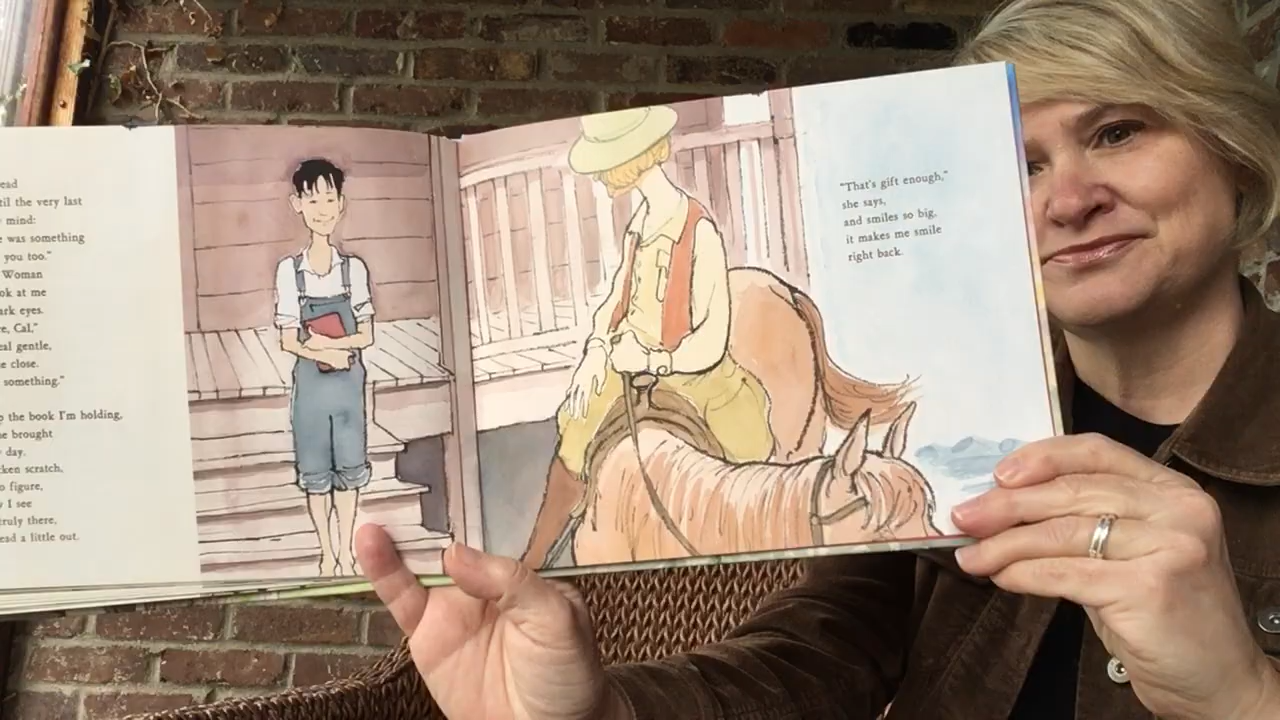 ead
til the very last
mind:
e was something
you too."
Woman
ok at me
ark eyes.
e, Cal,"
eal gentle,
e close.
something."
p the book I'm holding,
he brought
day,
ken scratch,
o figure,
I see
truly there,
ead a little out.
"That's gift enough,"
she says,
and smiles so big,
it makes me smile
right back.